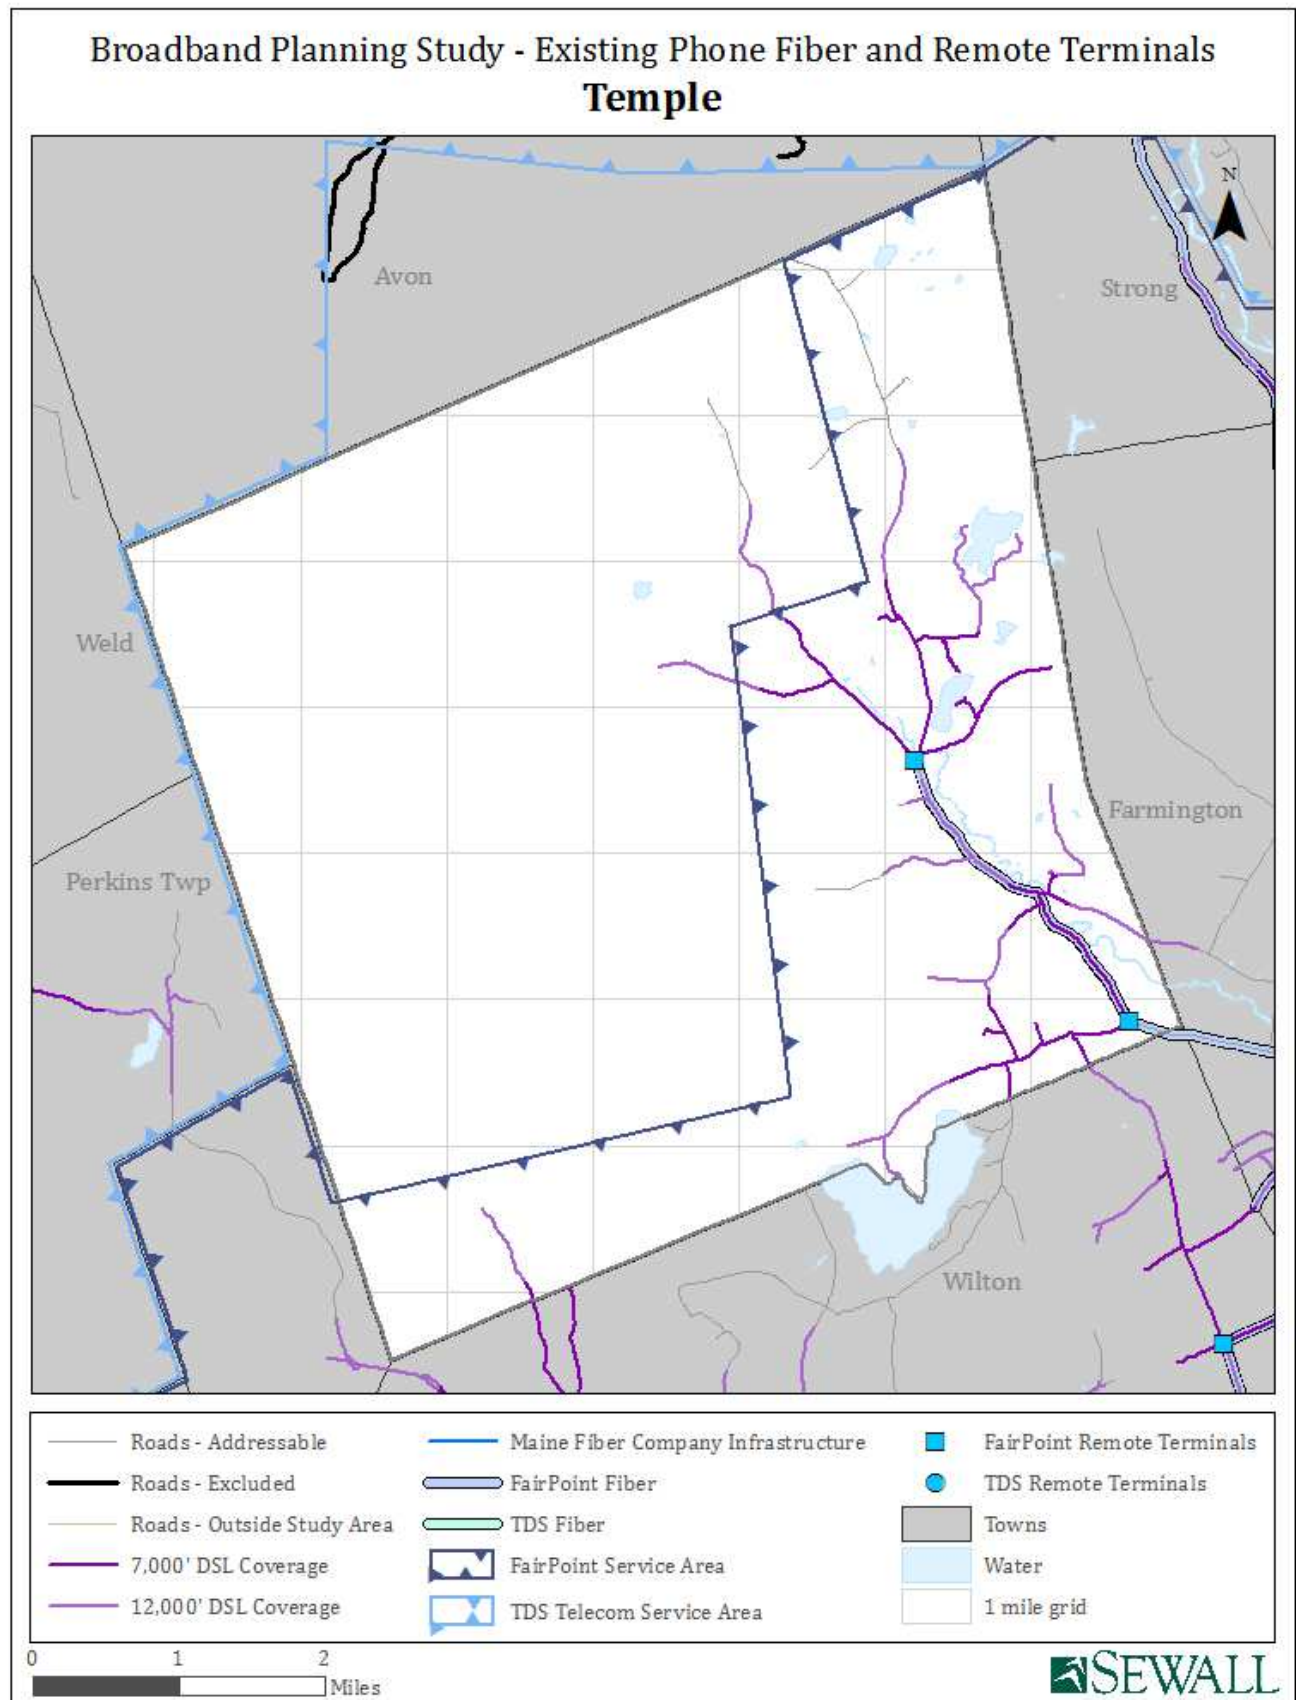 Broadband Planning Study - Existing Phone Fiber and Remote Terminals
Temple
N
Avon
Strong
Weld
Farmington
Perkins Twp
Wilton
Roads - Addressable
Roads - Excluded
Roads - Outside Study Area
7,000' DSL Coverage
12,000' DSL Coverage
Maine Fiber Company Infrastructure
FairPoint Fiber
TDS Fiber
FairPoint Service Area
TDS Telecom Service Area
FairPoint Remote Terminals
TDS Remote Terminals
Towns
Water
1 mile grid
0 1 2
Miles
SEWALL